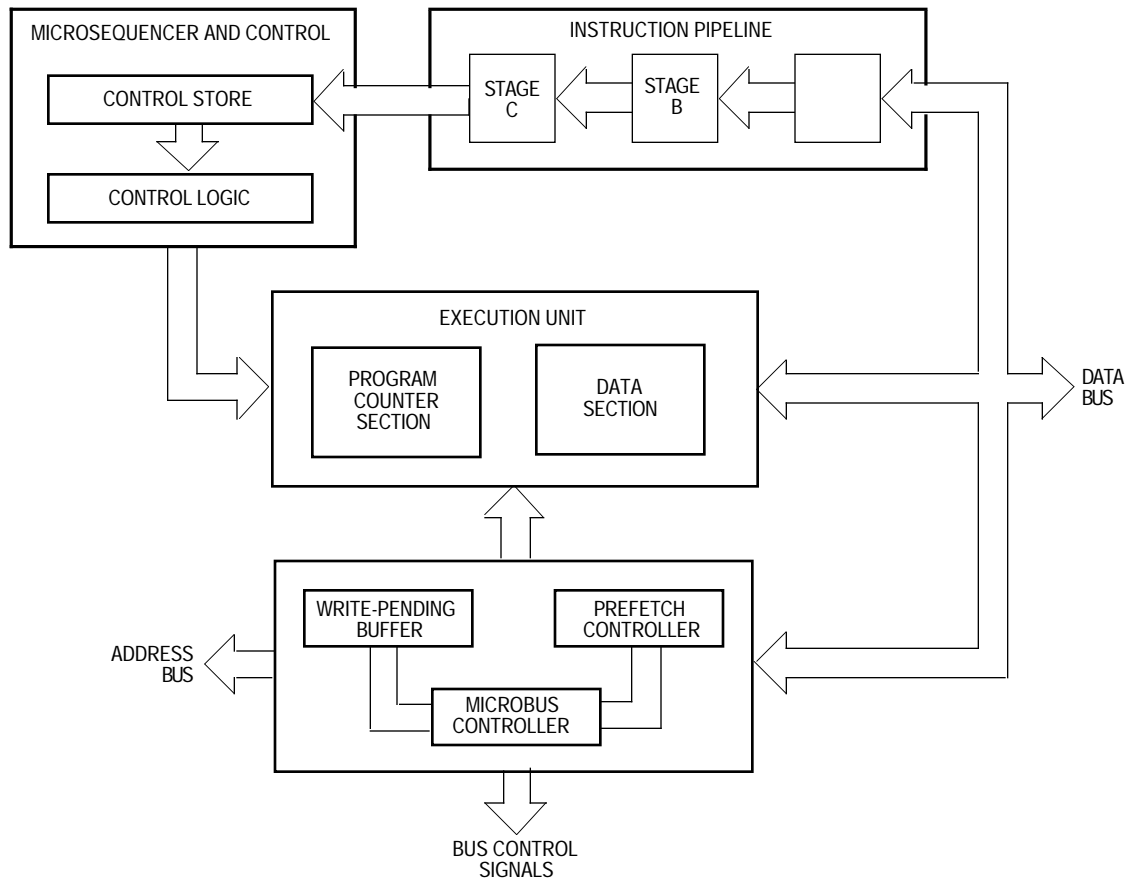 MICROSEQUENCER AND CONTROL
CONTROL STORE
CONTROL LOGIC
INSTRUCTION PIPELINE
STAGE
C
STAGE
B
EXECUTION UNIT
PROGRAM
COUNTER
SECTION
DATA
SECTION
DATA
BUS
WRITE-PENDING
BUFFER
PREFETCH
CONTROLLER
MICROBUS
CONTROLLER
ADDRESS
BUS
BUS CONTROL
SIGNALS